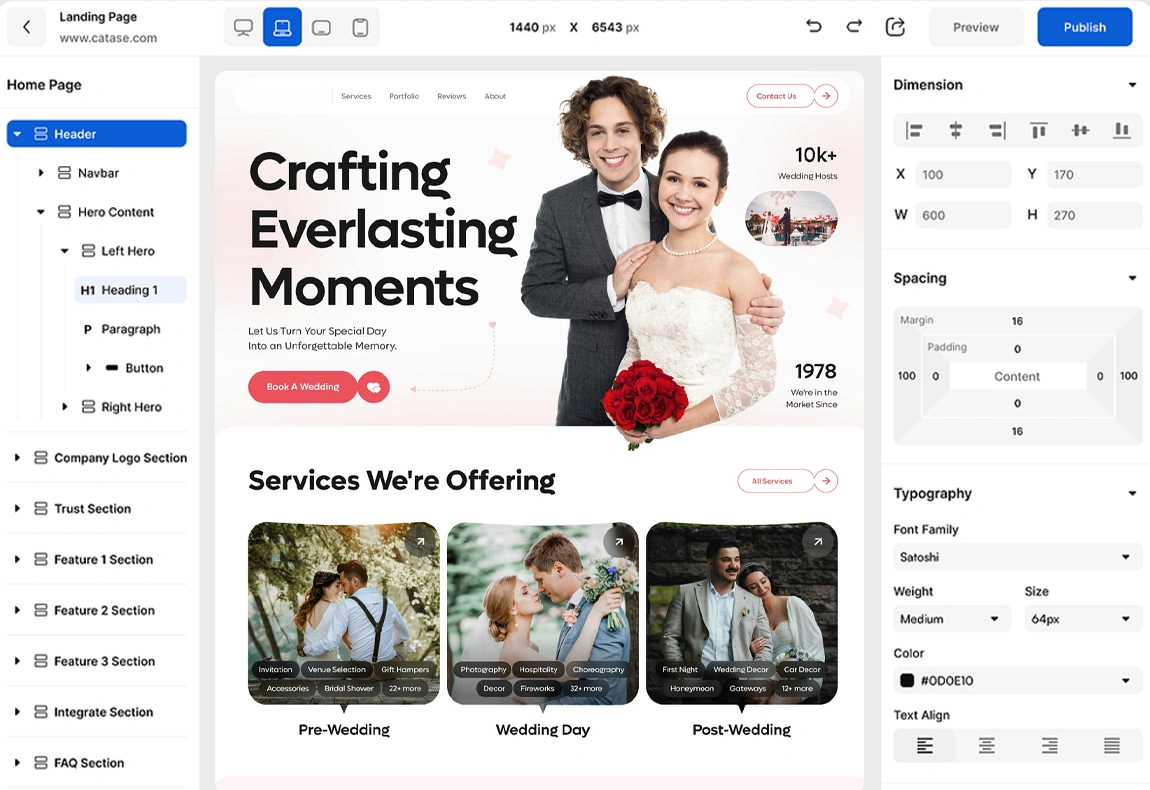 Landing Page
www.catase.com
1440 px X 6543 px
Preview
Publish
Home Page
Header
Navbar
Hero Content
Left Hero
H1 Heading 1
P Paragraph
Button
Right Hero
Company Logo Section
Trust Section
Feature 1 Section
Feature 2 Section
Feature 3 Section
Integrate Section
FAQ Section
Services Portfolio Reviews About
Contact Us
Crafting
Everlasting
Moments
Let Us Turn Your Special Day
Into an Unforgettable Memory.
Book A Wedding
10k+
Wedding Hosts
1978
We're in the
Market Since
Services We're Offering
All Services
Invitation Venue Selection Gift Hampers
Accessories Bridal Shower 22+ more
Pre-Wedding
Photography Hospitality Choreography
Decor Fireworks 32+ more
Wedding Day
First Night Wedding Decor Car Decor
Honeymoon Gateways 12+ more
Post-Wedding
Dimension
X 100 Y 170
W 600 H 270
Spacing
Margin 16
Padding 0
100 0 Content 0 100
0
16
Typography
Font Family
Satoshi
Weight Size
Medium 64px
Color
#0D0E10
Text Align